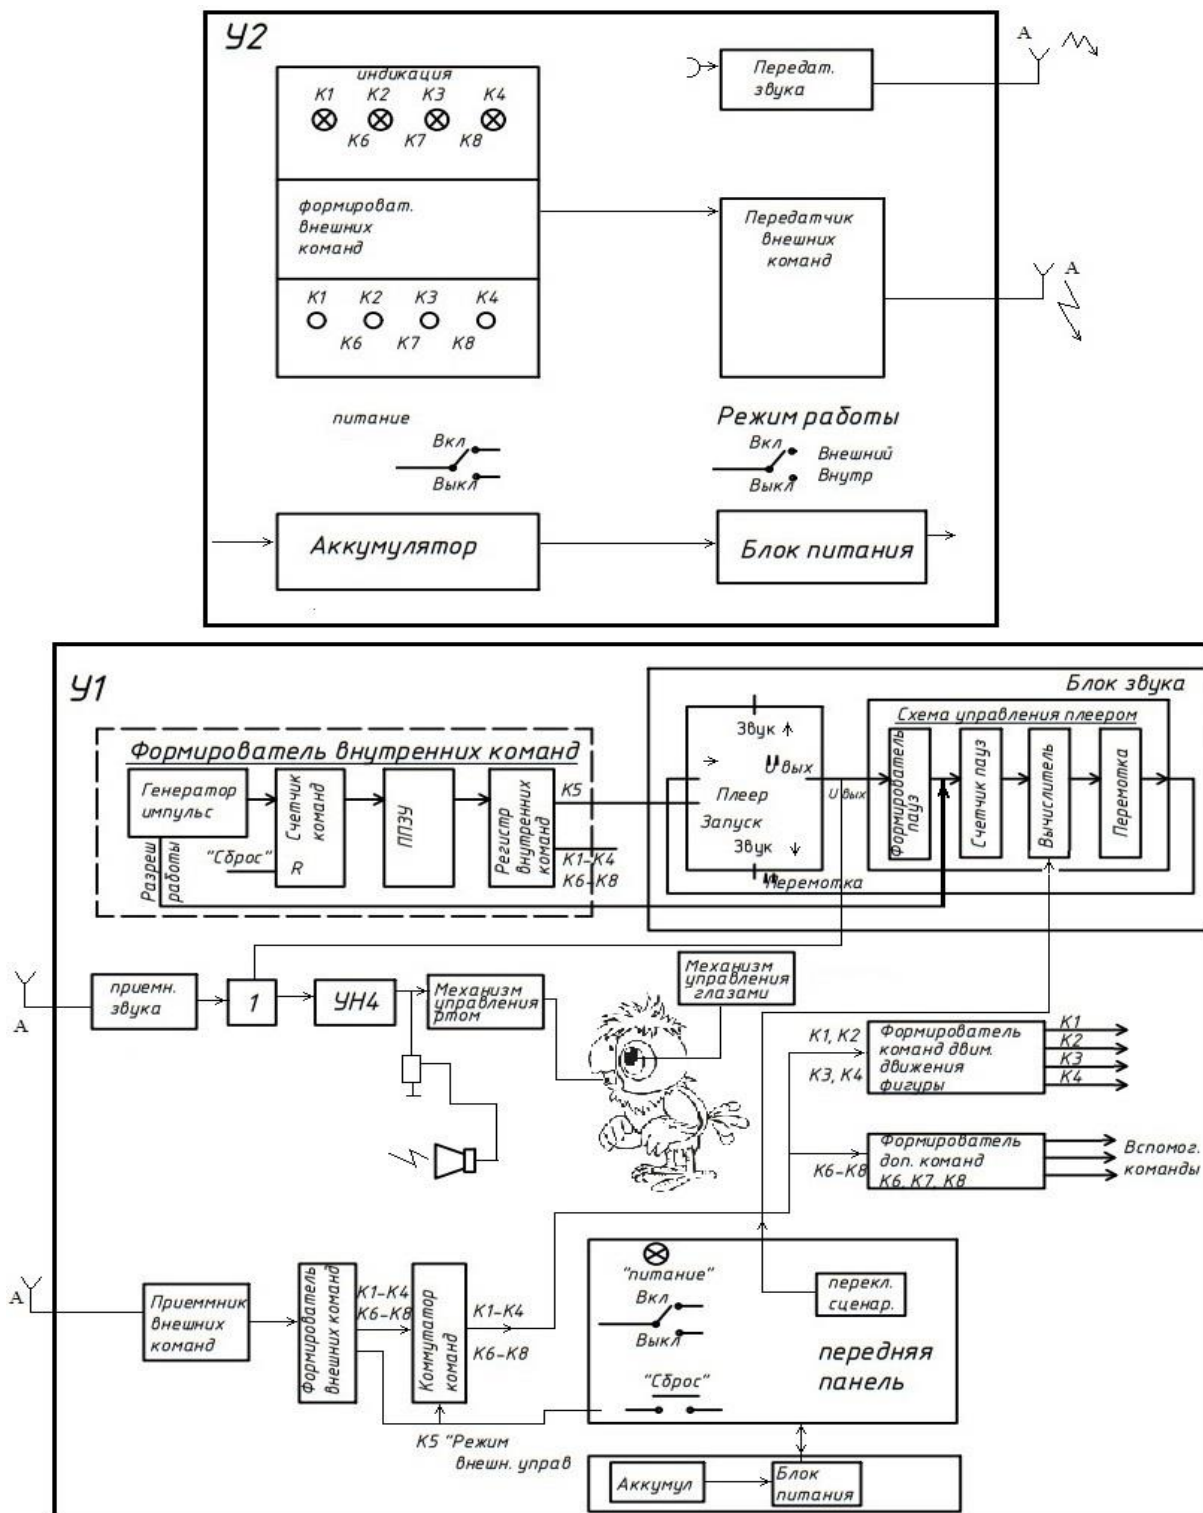 У2
индикация
К1 К2 К3 К4
К6 К7 К8
формироват.
внешних
команд
К1 К2 К3 К4
К6 К7 К8
Передат.
звука
А
Передатчик
внешних
команд
А
питание
Вкл
Выкл
Режим работы
Вкл
Выкл
Внешний
Внутр
Аккумулятор
Блок питания
У1
Формирователь внутренних команд
Генератор
импульс
Счетчик
команд
R
"Сброс"
Разреш
работы
ППЗУ
Регистр
внутренних
команд
К5
К1-К4
К6-К8
Блок звука
Звук
U вых
Плеер
Запуск
Звук
Перемотка
U вых
Схема управления плеером
Формирователь
пауз
Счетчик пауз
Вычислитель
Перемотка
А
приемн.
звука
1
УН4
Механизм
управления
ртом
Механизм
управления
глазами
К1, К2
К3, К4
Формирователь
команд двим.
движения
фигуры
К1
К2
К3
К4
К6-К8
Формирователь
доп. команд
К6, К7, К8
Вспомог.
команды
А
Приеммник
внешних
команд
Формирователь
внешних команд
К1-К4
К6-К8
Коммутатор
команд
К1-К4
К6-К8
К5 "Режим
внешн. управ
"питание"
Вкл
Выкл
"Сброс"
перекл.
сценар.
передняя
панель
Аккумул
Блок
питания